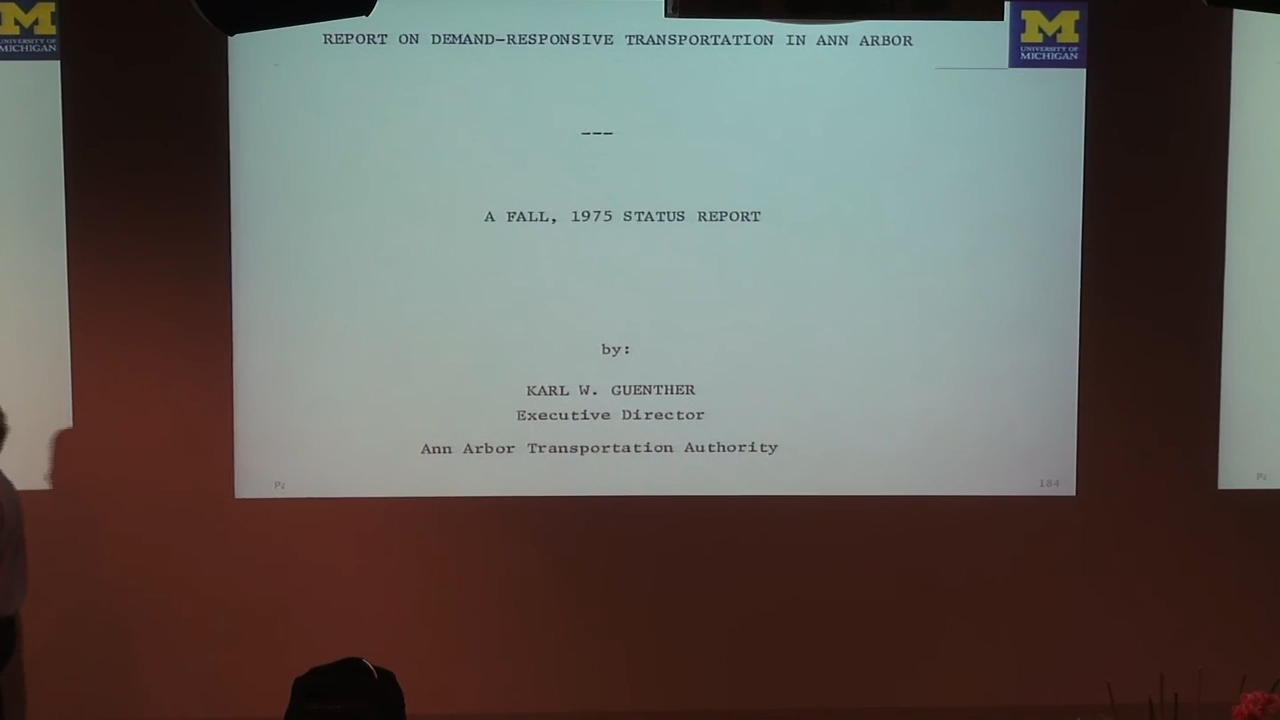 REPORT ON DEMAND-RESPONSIVE TRANSPORTATION IN ANN ARBOR
M
UNIVERSITY OF
MICHIGAN
M
UNIVERSITY OF
MICHIGAN
---
A FALL, 1975 STATUS REPORT
by:
KARL W. GUENTHER
Executive Director
Ann Arbor Transportation Authority
184